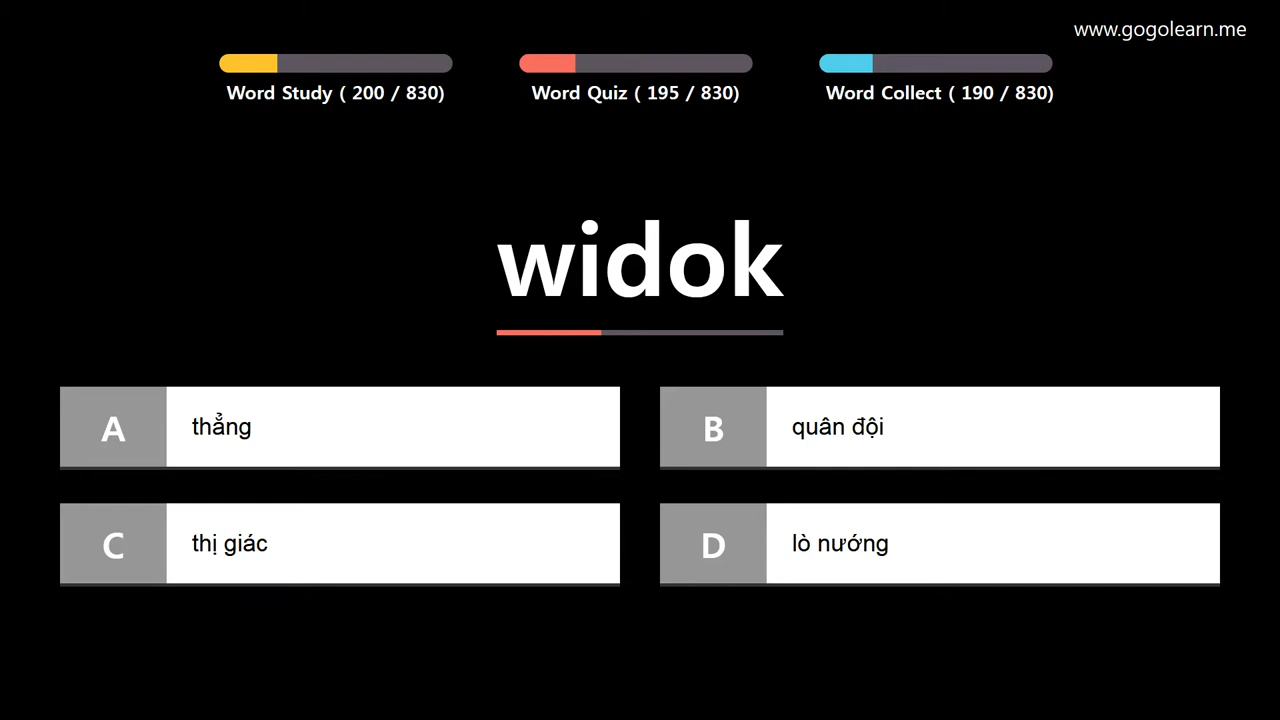 www.gogolearn.me
Word Study ( 200 / 830)
Word Quiz ( 195 / 830)
Word Collect ( 190 / 830)
widok
A
thẳng
B
quân đội
C
thị giác
D
lò nướng